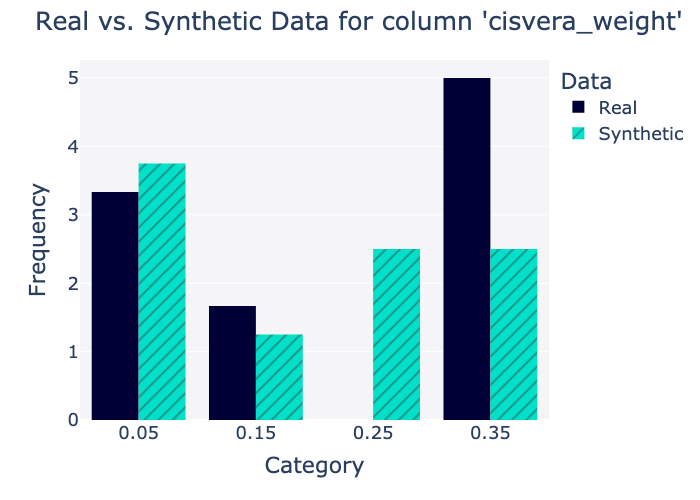 Real vs. Synthetic Data for column 'cisvera_weight'
Data
Real
Synthetic
Frequency
5
4
3
2
1
0
0.05 0.15 0.25 0.35
Category